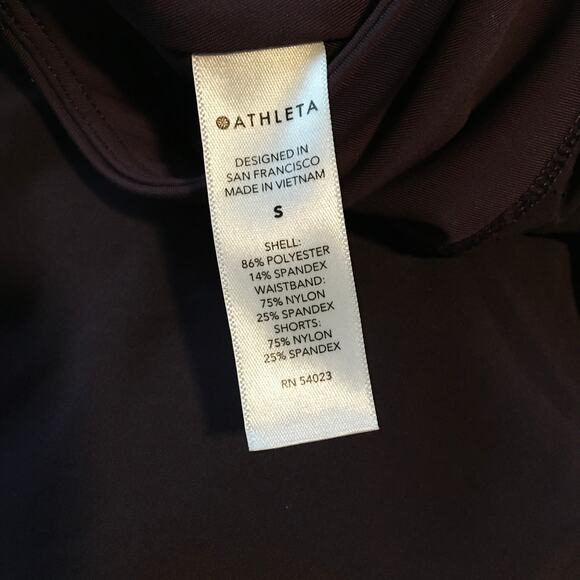 ATHLETA
DESIGNED IN
SAN FRANCISCO
MADE IN VIETNAM
S
SHELL:
86% POLYESTER
14% SPANDEX
WAISTBAND:
75% NYLON
25% SPANDEX
SHORTS:
75% NYLON
25% SPANDEX
RN 54023